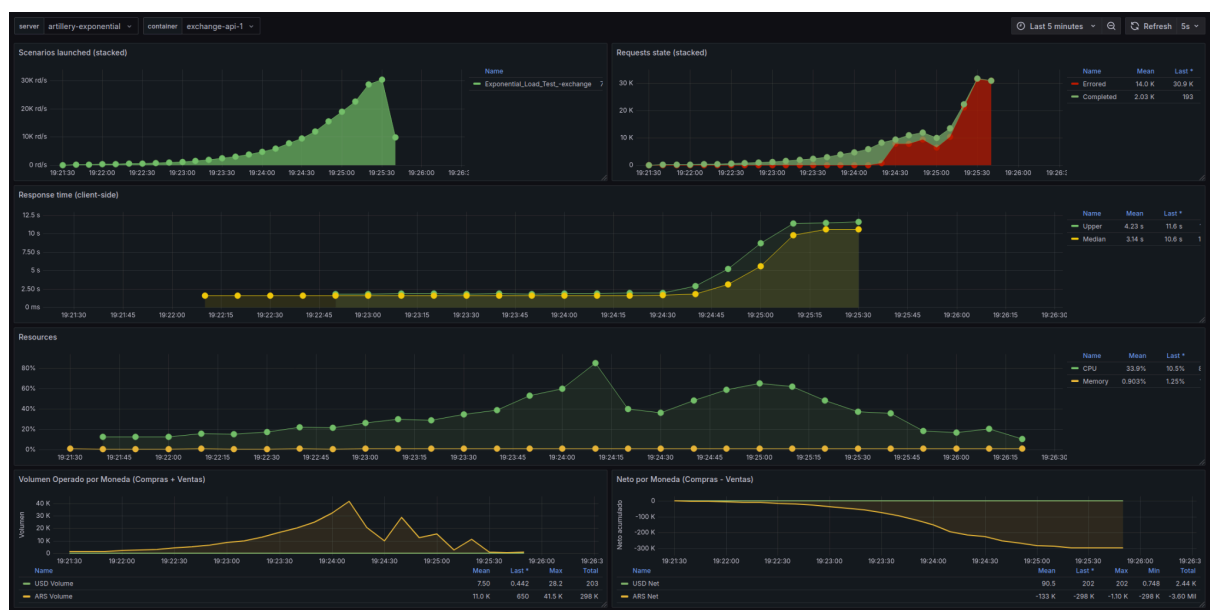 server artillery-exponential container exchange-api-1 Last 5 minutes Refresh 5s
Scenarios launched (stacked)
30K rd/s
20K rd/s
10K rd/s
0 rd/s
19:21:30 19:22:00 19:22:30 19:23:00 19:23:30 19:24:00 19:24:30 19:25:00 19:25:30 19:26:00 19:26:3
Name
Exponential_Load_Test_-exchange 7
Requests state (stacked)
30 K
20 K
10 K
0
19:21:30 19:22:00 19:22:30 19:23:00 19:23:30 19:24:00 19:24:30 19:25:00 19:25:30 19:26:00 19:26:3
Name Mean Last *
Errored 14.0 K 30.9 K
Completed 2.03 K 193
Response time (client-side)
12.5 s
10 s
7.50 s
5 s
2.50 s
0 ms
19:21:30 19:21:45 19:22:00 19:22:15 19:22:30 19:22:45 19:23:00 19:23:15 19:23:30 19:23:45 19:24:00 19:24:15 19:24:30 19:24:45 19:25:00 19:25:15 19:25:30 19:25:45 19:26:00 19:26:15 19:26:30
Name Mean Last *
Upper 4.23 s 11.6 s
Median 3.14 s 10.6 s 1
Resources
80%
60%
40%
20%
0%
19:21:30 19:21:45 19:22:00 19:22:15 19:22:30 19:22:45 19:23:00 19:23:15 19:23:30 19:23:45 19:24:00 19:24:15 19:24:30 19:24:45 19:25:00 19:25:15 19:25:30 19:25:45 19:26:00 19:26:15 19:26:30
Name Mean Last *
CPU 33.9% 10.5%
Memory 0.903% 1.25%
Volumen Operado por Moneda (Compras + Ventas)
Volumen
40 K
30 K
20 K
10 K
0
19:21:30 19:22:00 19:22:30 19:23:00 19:23:30 19:24:00 19:24:30 19:25:00 19:25:30 19:26:00 19:26:3
Name Mean Last * Max Total
USD Volume 7.50 0.442 28.2 203
ARS Volume 11.0 K 650 41.5 K 298 K
Neto por Moneda (Compras - Ventas)
Neto acumulado
0
-100 K
-200 K
-300 K
19:21:30 19:22:00 19:22:30 19:23:00 19:23:30 19:24:00 19:24:30 19:25:00 19:25:30 19:26:00 19:26:3
Name Mean Last * Max Min Total
USD Net 90.5 202 202 0.748 2.44 K
ARS Net -133 K -298 K -1.10 K -298 K -3.60 Mil